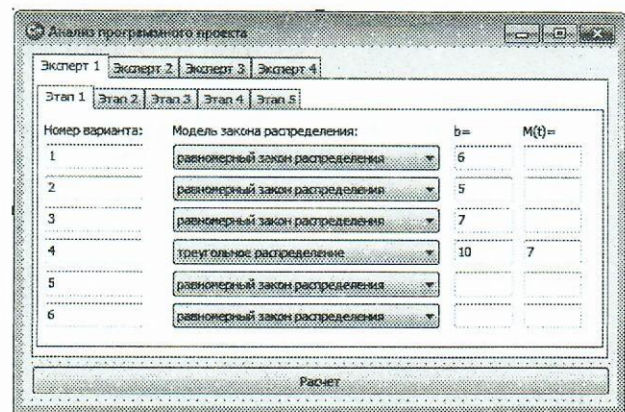 Анализ программного проекта
Эксперт 1 Эксперт 2 Эксперт 3 Эксперт 4
Этап 1 Этап 2 Этап 3 Этап 4 Этап 5
Номер варианта: Модель закона распределения: b= M(t)=
1 равномерный закон распределения 6
2 равномерный закон распределения 5
3 равномерный закон распределения 7
4 треугольное распределение 10 7
5 равномерный закон распределения
6 равномерный закон распределения
Расчет